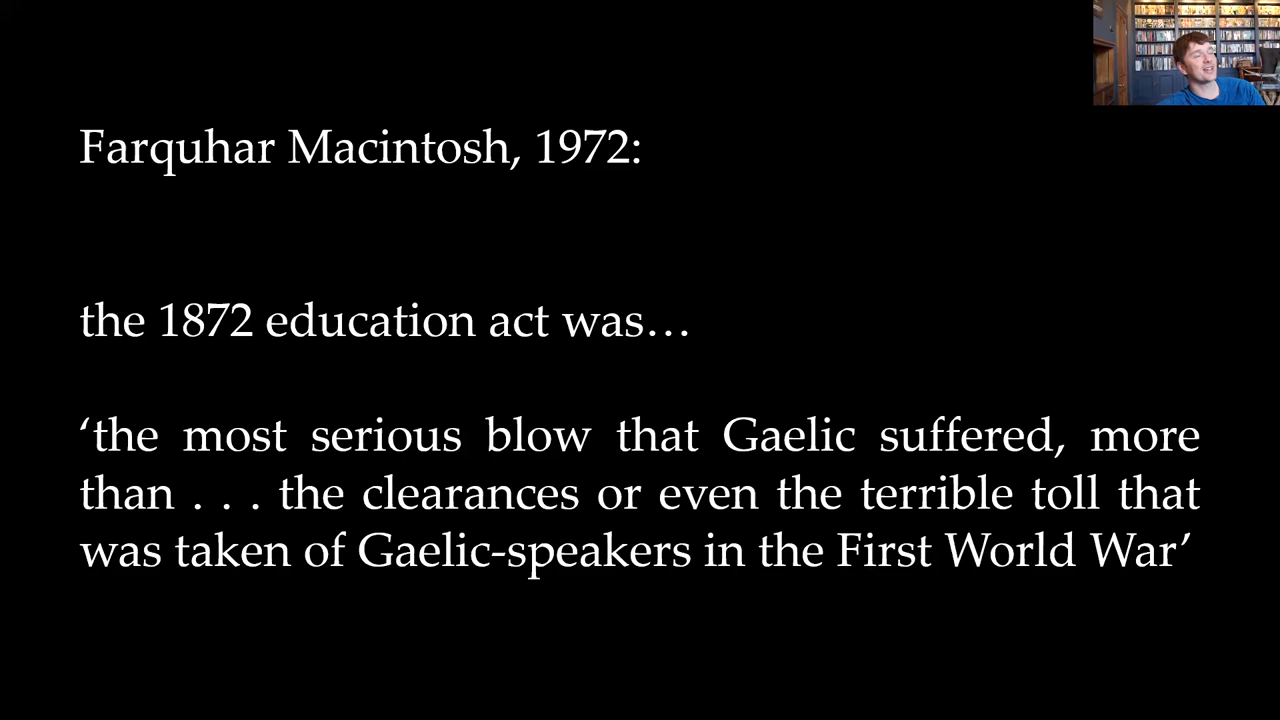 Farquhar Macintosh, 1972:
the 1872 education act was…
‘the most serious blow that Gaelic suffered, more
than . . . the clearances or even the terrible toll that
was taken of Gaelic-speakers in the First World War’